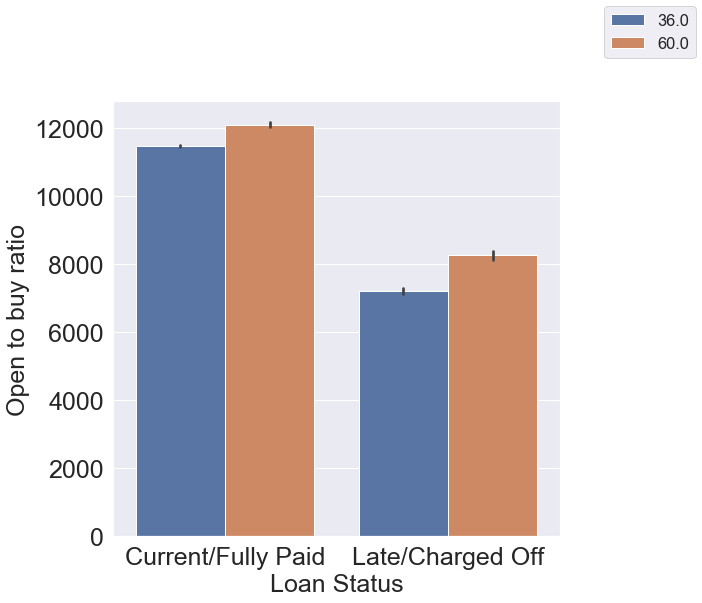 36.0
60.0
12000
10000
8000
6000
4000
2000
0
Open to buy ratio
Current/Fully Paid
Late/Charged Off
Loan Status